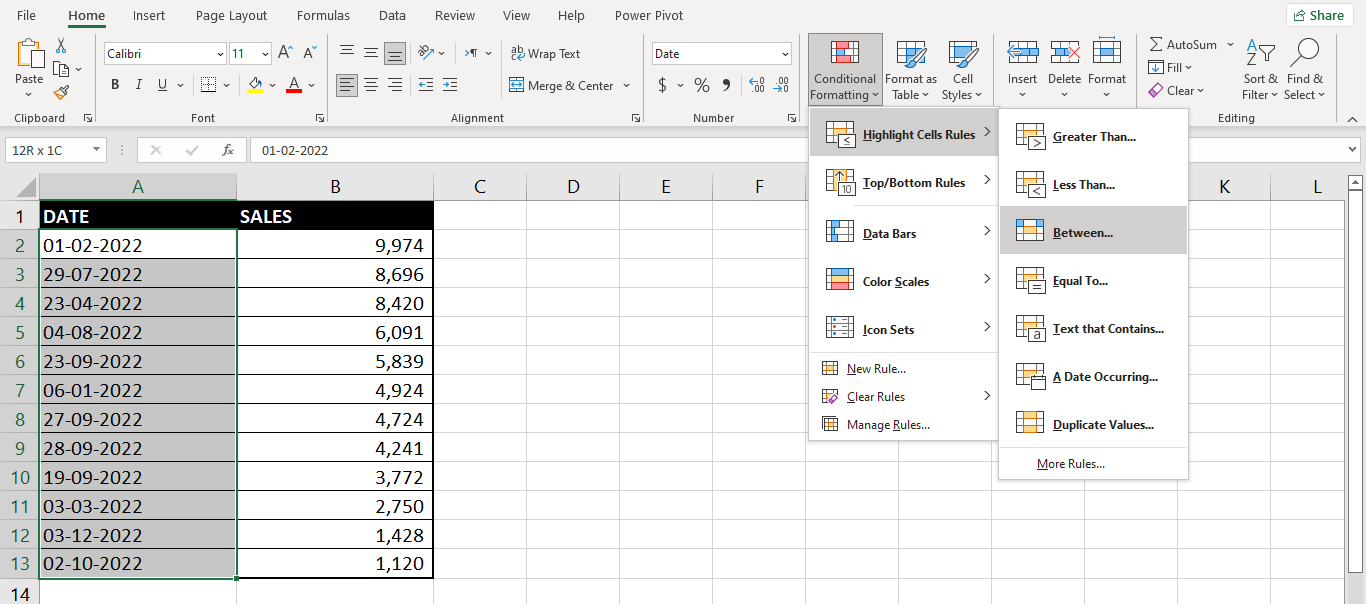 File Home Insert Page Layout Formulas Data Review View Help Power Pivot Share
Paste
Calibri 11
B I U A
ab Wrap Text
Merge & Center
Date
$ % 9
Conditional Formatting
Format as Table
Cell Styles
Insert Delete Format
AutoSum
Fill
Clear
Sort & Filter
Find & Select
Clipboard Font Alignment Number Editing
12R x 1C fx 01-02-2022
A B C D E F K L
1 DATE SALES
2 01-02-2022 9,974
3 29-07-2022 8,696
4 23-04-2022 8,420
5 04-08-2022 6,091
6 23-09-2022 5,839
7 06-01-2022 4,924
8 27-09-2022 4,724
9 28-09-2022 4,241
10 19-09-2022 3,772
11 03-03-2022 2,750
12 03-12-2022 1,428
13 02-10-2022 1,120
14
Highlight Cells Rules
Top/Bottom Rules
Data Bars
Color Scales
Icon Sets
New Rule...
Clear Rules
Manage Rules...
Greater Than...
Less Than...
Between...
Equal To...
Text that Contains...
A Date Occurring...
Duplicate Values...
More Rules...